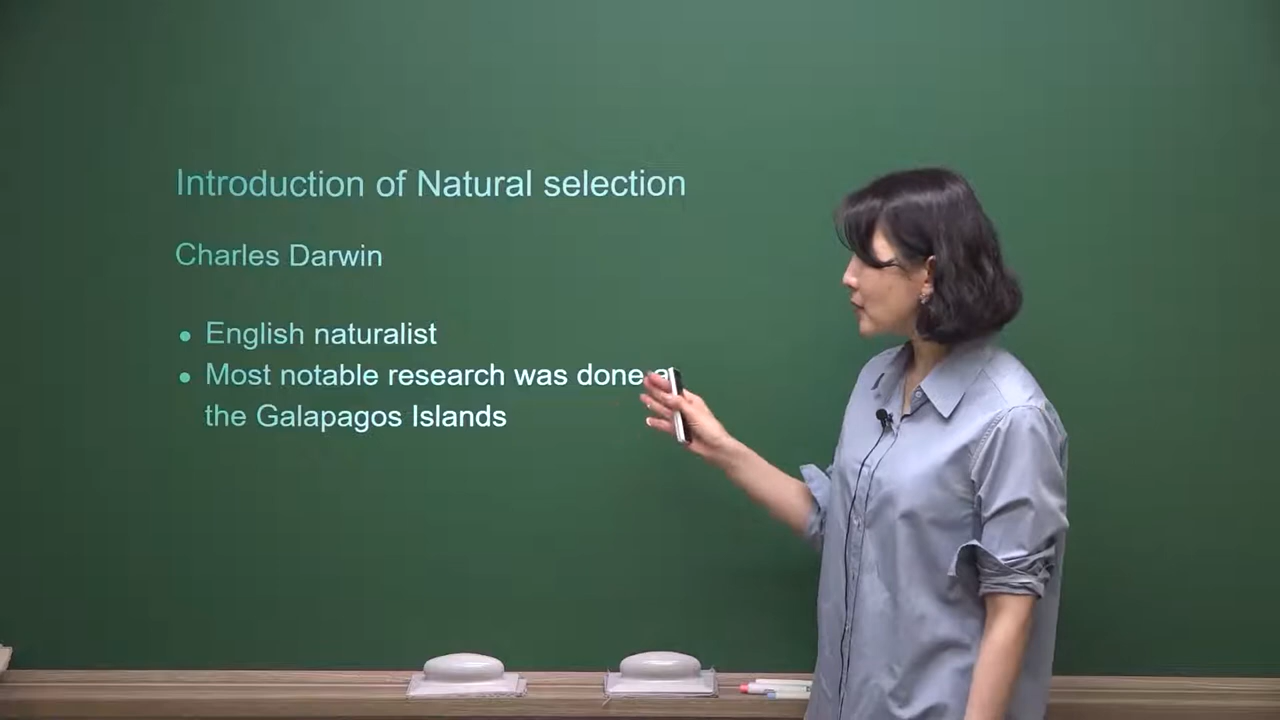 Introduction of Natural selection
Charles Darwin
• English naturalist
• Most notable research was done
the Galapagos Islands